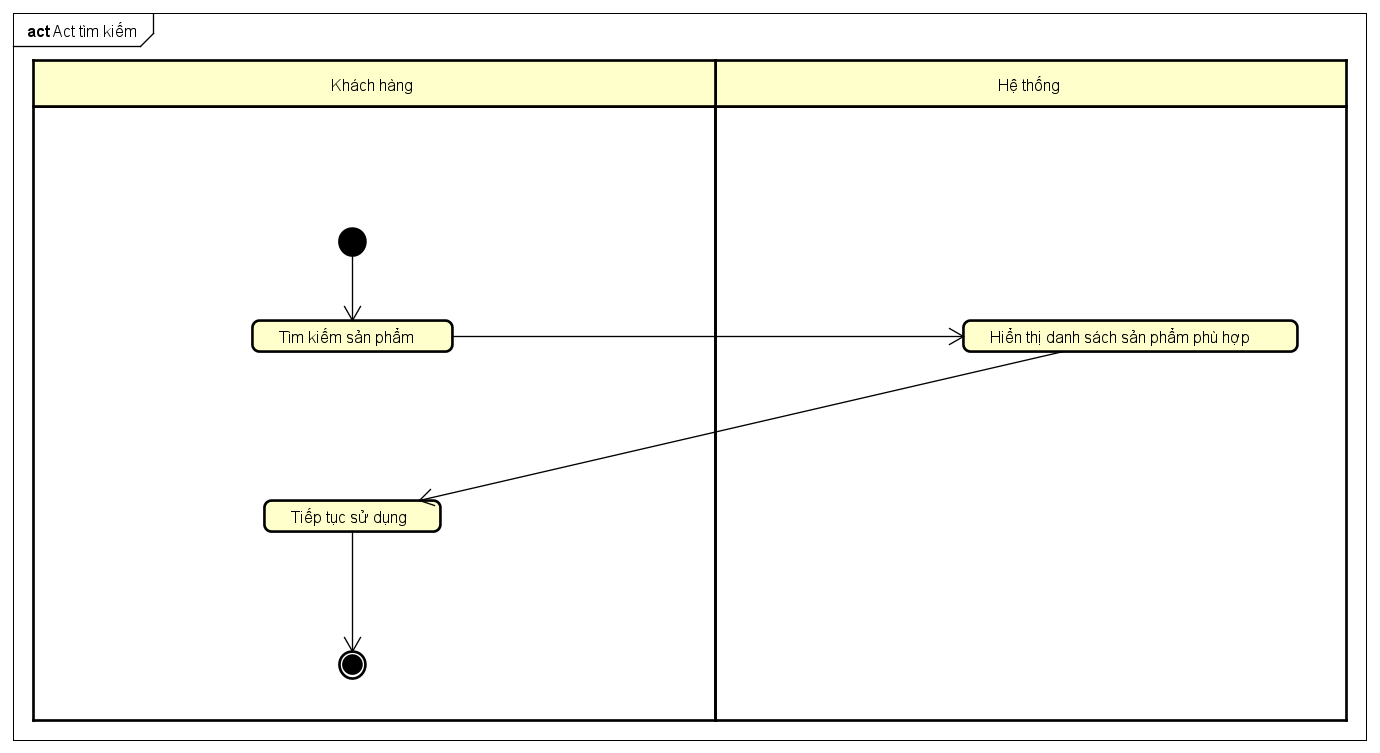 act Act tìm kiếm
Khách hàng
Hệ thống
Tìm kiếm sản phẩm
Hiển thị danh sách sản phẩm phù hợp
Tiếp tục sử dụng